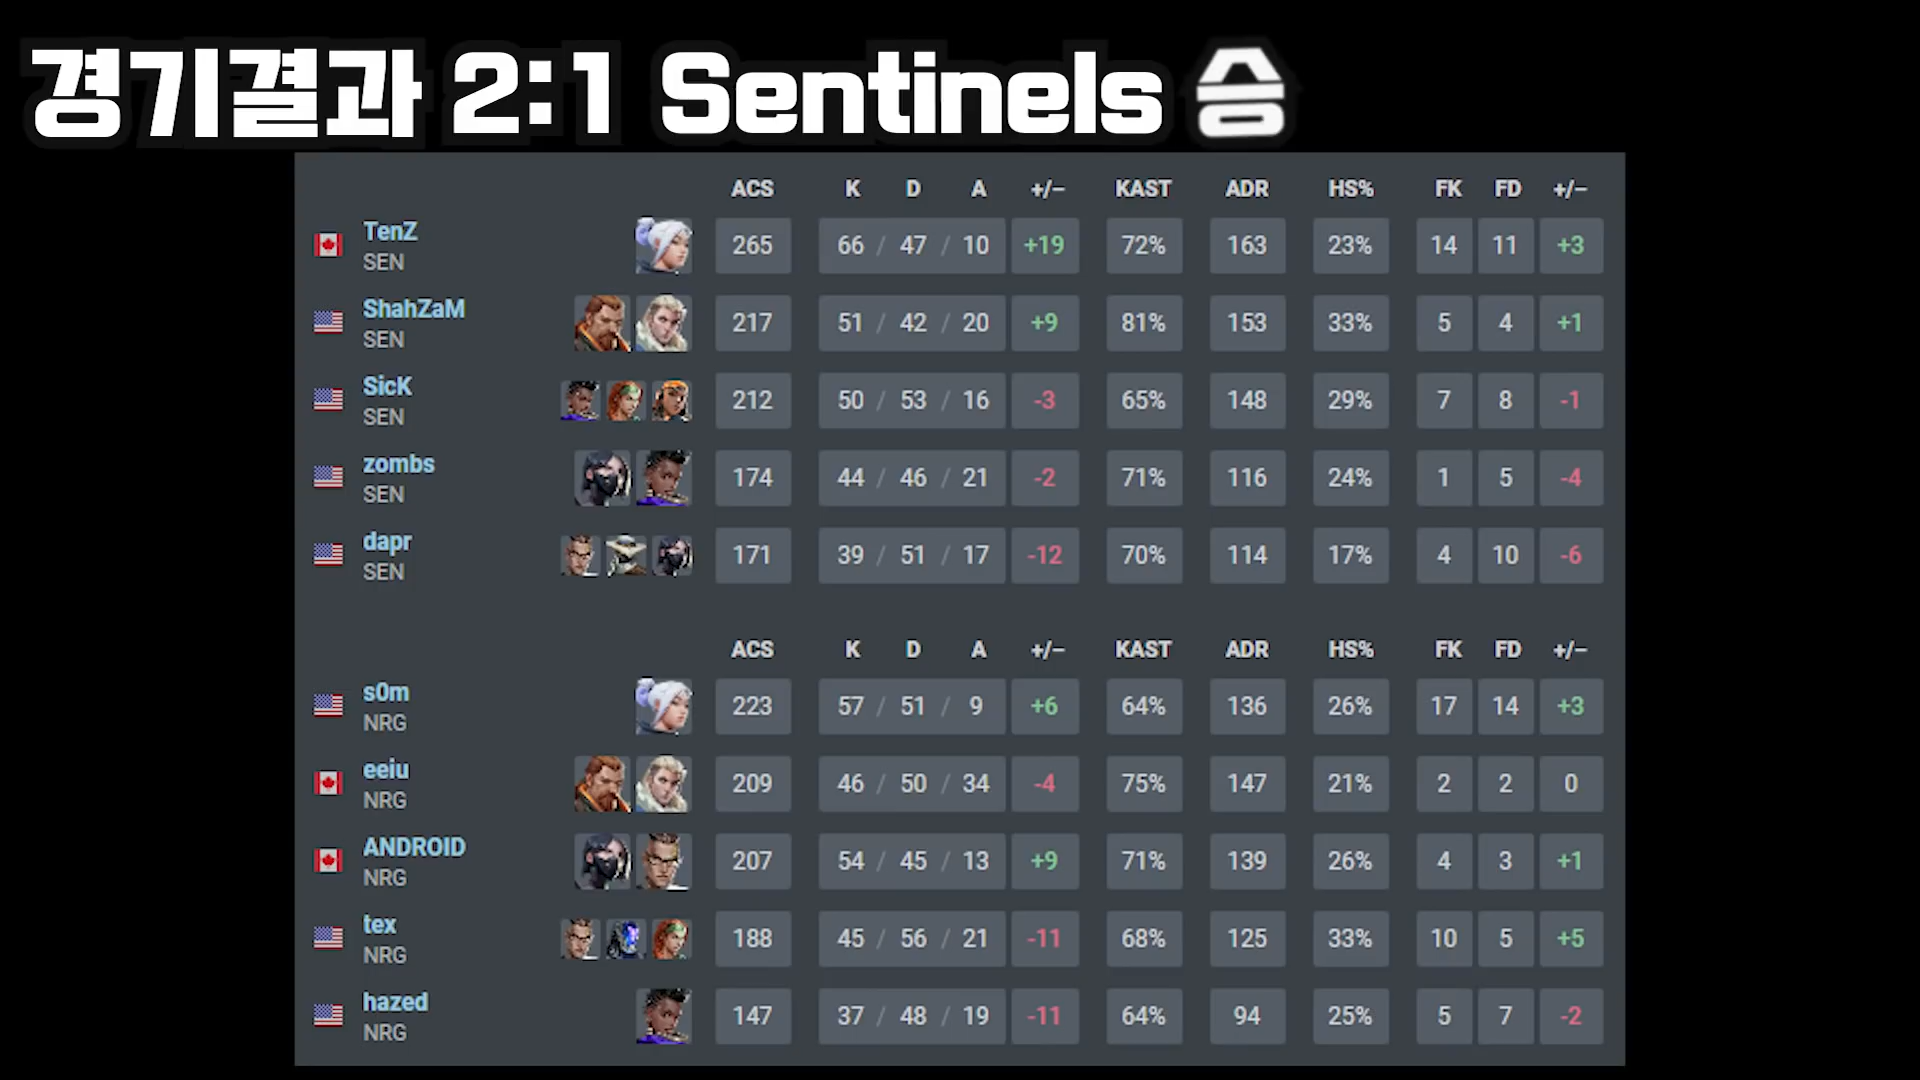 경기결과 2:1 Sentinels 승
ACS K D A +/– KAST ADR HS% FK FD +/–
TenZ SEN 265 66 / 47 / 10 +19 72% 163 23% 14 11 +3
ShahZaM SEN 217 51 / 42 / 20 +9 81% 153 33% 5 4 +1
SicK SEN 212 50 / 53 / 16 -3 65% 148 29% 7 8 -1
zombs SEN 174 44 / 46 / 21 -2 71% 116 24% 1 5 -4
dapr SEN 171 39 / 51 / 17 -12 70% 114 17% 4 10 -6
ACS K D A +/– KAST ADR HS% FK FD +/–
s0m NRG 223 57 / 51 / 9 +6 64% 136 26% 17 14 +3
eeiu NRG 209 46 / 50 / 34 -4 75% 147 21% 2 2 0
ANDROID NRG 207 54 / 45 / 13 +9 71% 139 26% 4 3 +1
tex NRG 188 45 / 56 / 21 -11 68% 125 33% 10 5 +5
hazed NRG 147 37 / 48 / 19 -11 64% 94 25% 5 7 -2